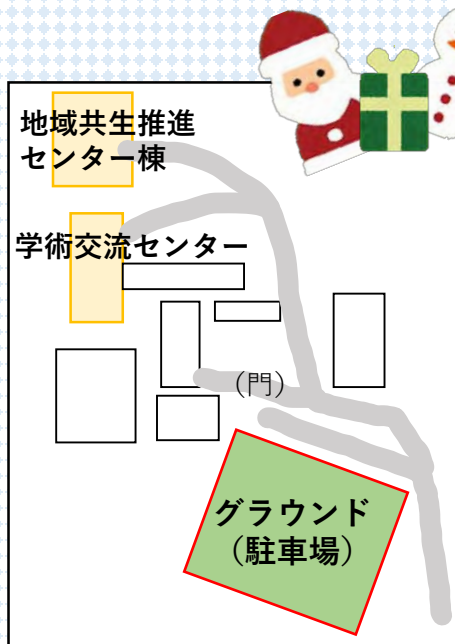 地域共生推進
センター棟
学術交流センター
（門）
グラウンド
（駐車場）